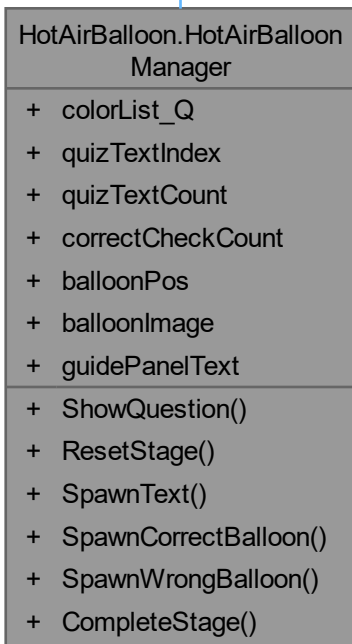 HotAirBalloon.HotAirBalloon
Manager
+ colorList_Q
+ quizTextIndex
+ quizTextCount
+ correctCheckCount
+ balloonPos
+ balloonImage
+ guidePanelText
+ ShowQuestion()
+ ResetStage()
+ SpawnText()
+ SpawnCorrectBalloon()
+ SpawnWrongBalloon()
+ CompleteStage()